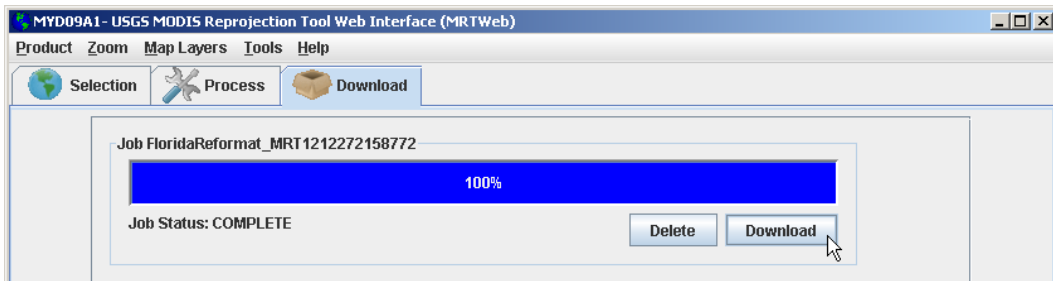 MYD09A1- USGS MODIS Reprojection Tool Web Interface (MRTWeb)
Product Zoom Map Layers Tools Help
Selection Process Download
Job FloridaReformat_MRT1212272158772
100%
Job Status: COMPLETE
Delete Download